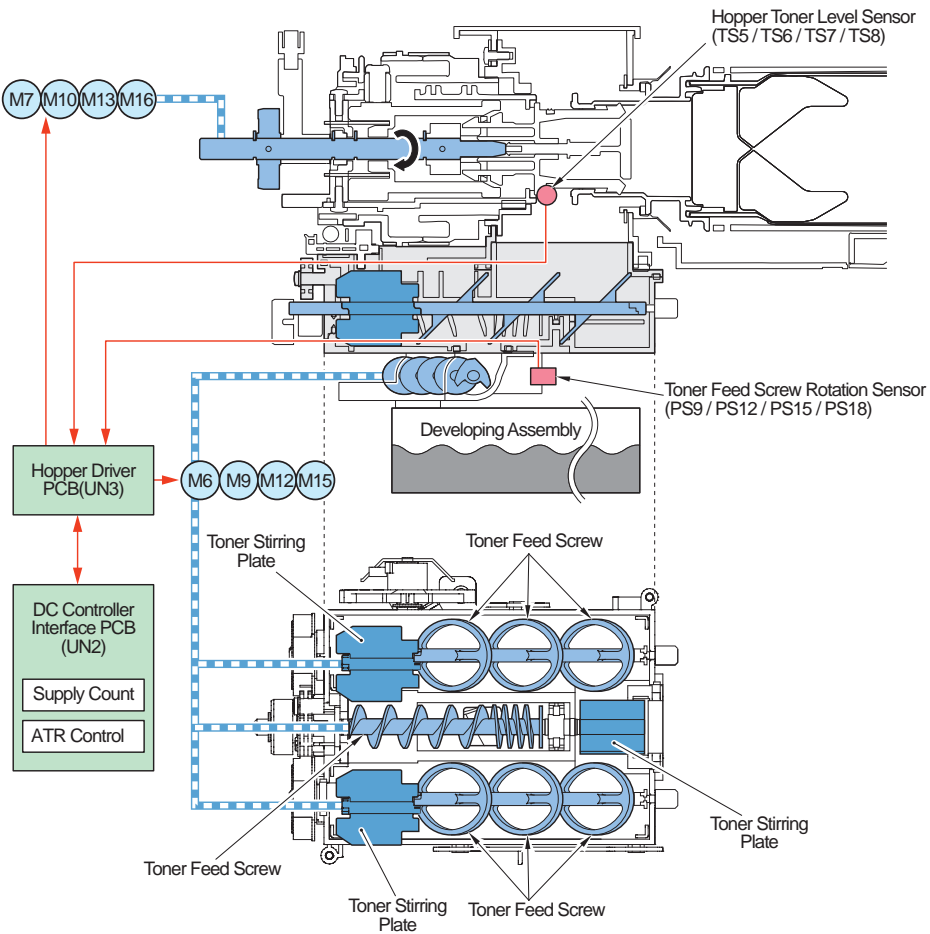 Hopper Toner Level Sensor
(TS5 / TS6 / TS7 / TS8)
M7
M10
M13
M16
Toner Feed Screw Rotation Sensor
(PS9 / PS12 / PS15 / PS18)
Developing Assembly
Hopper Driver
PCB(UN3)
M6
M9
M12
M15
Toner Stirring
Plate
Toner Feed Screw
DC Controller
Interface PCB
(UN2)
Supply Count
ATR Control
Toner Stirring
Plate
Toner Feed Screw
Toner Stirring
Plate
Toner Feed Screw